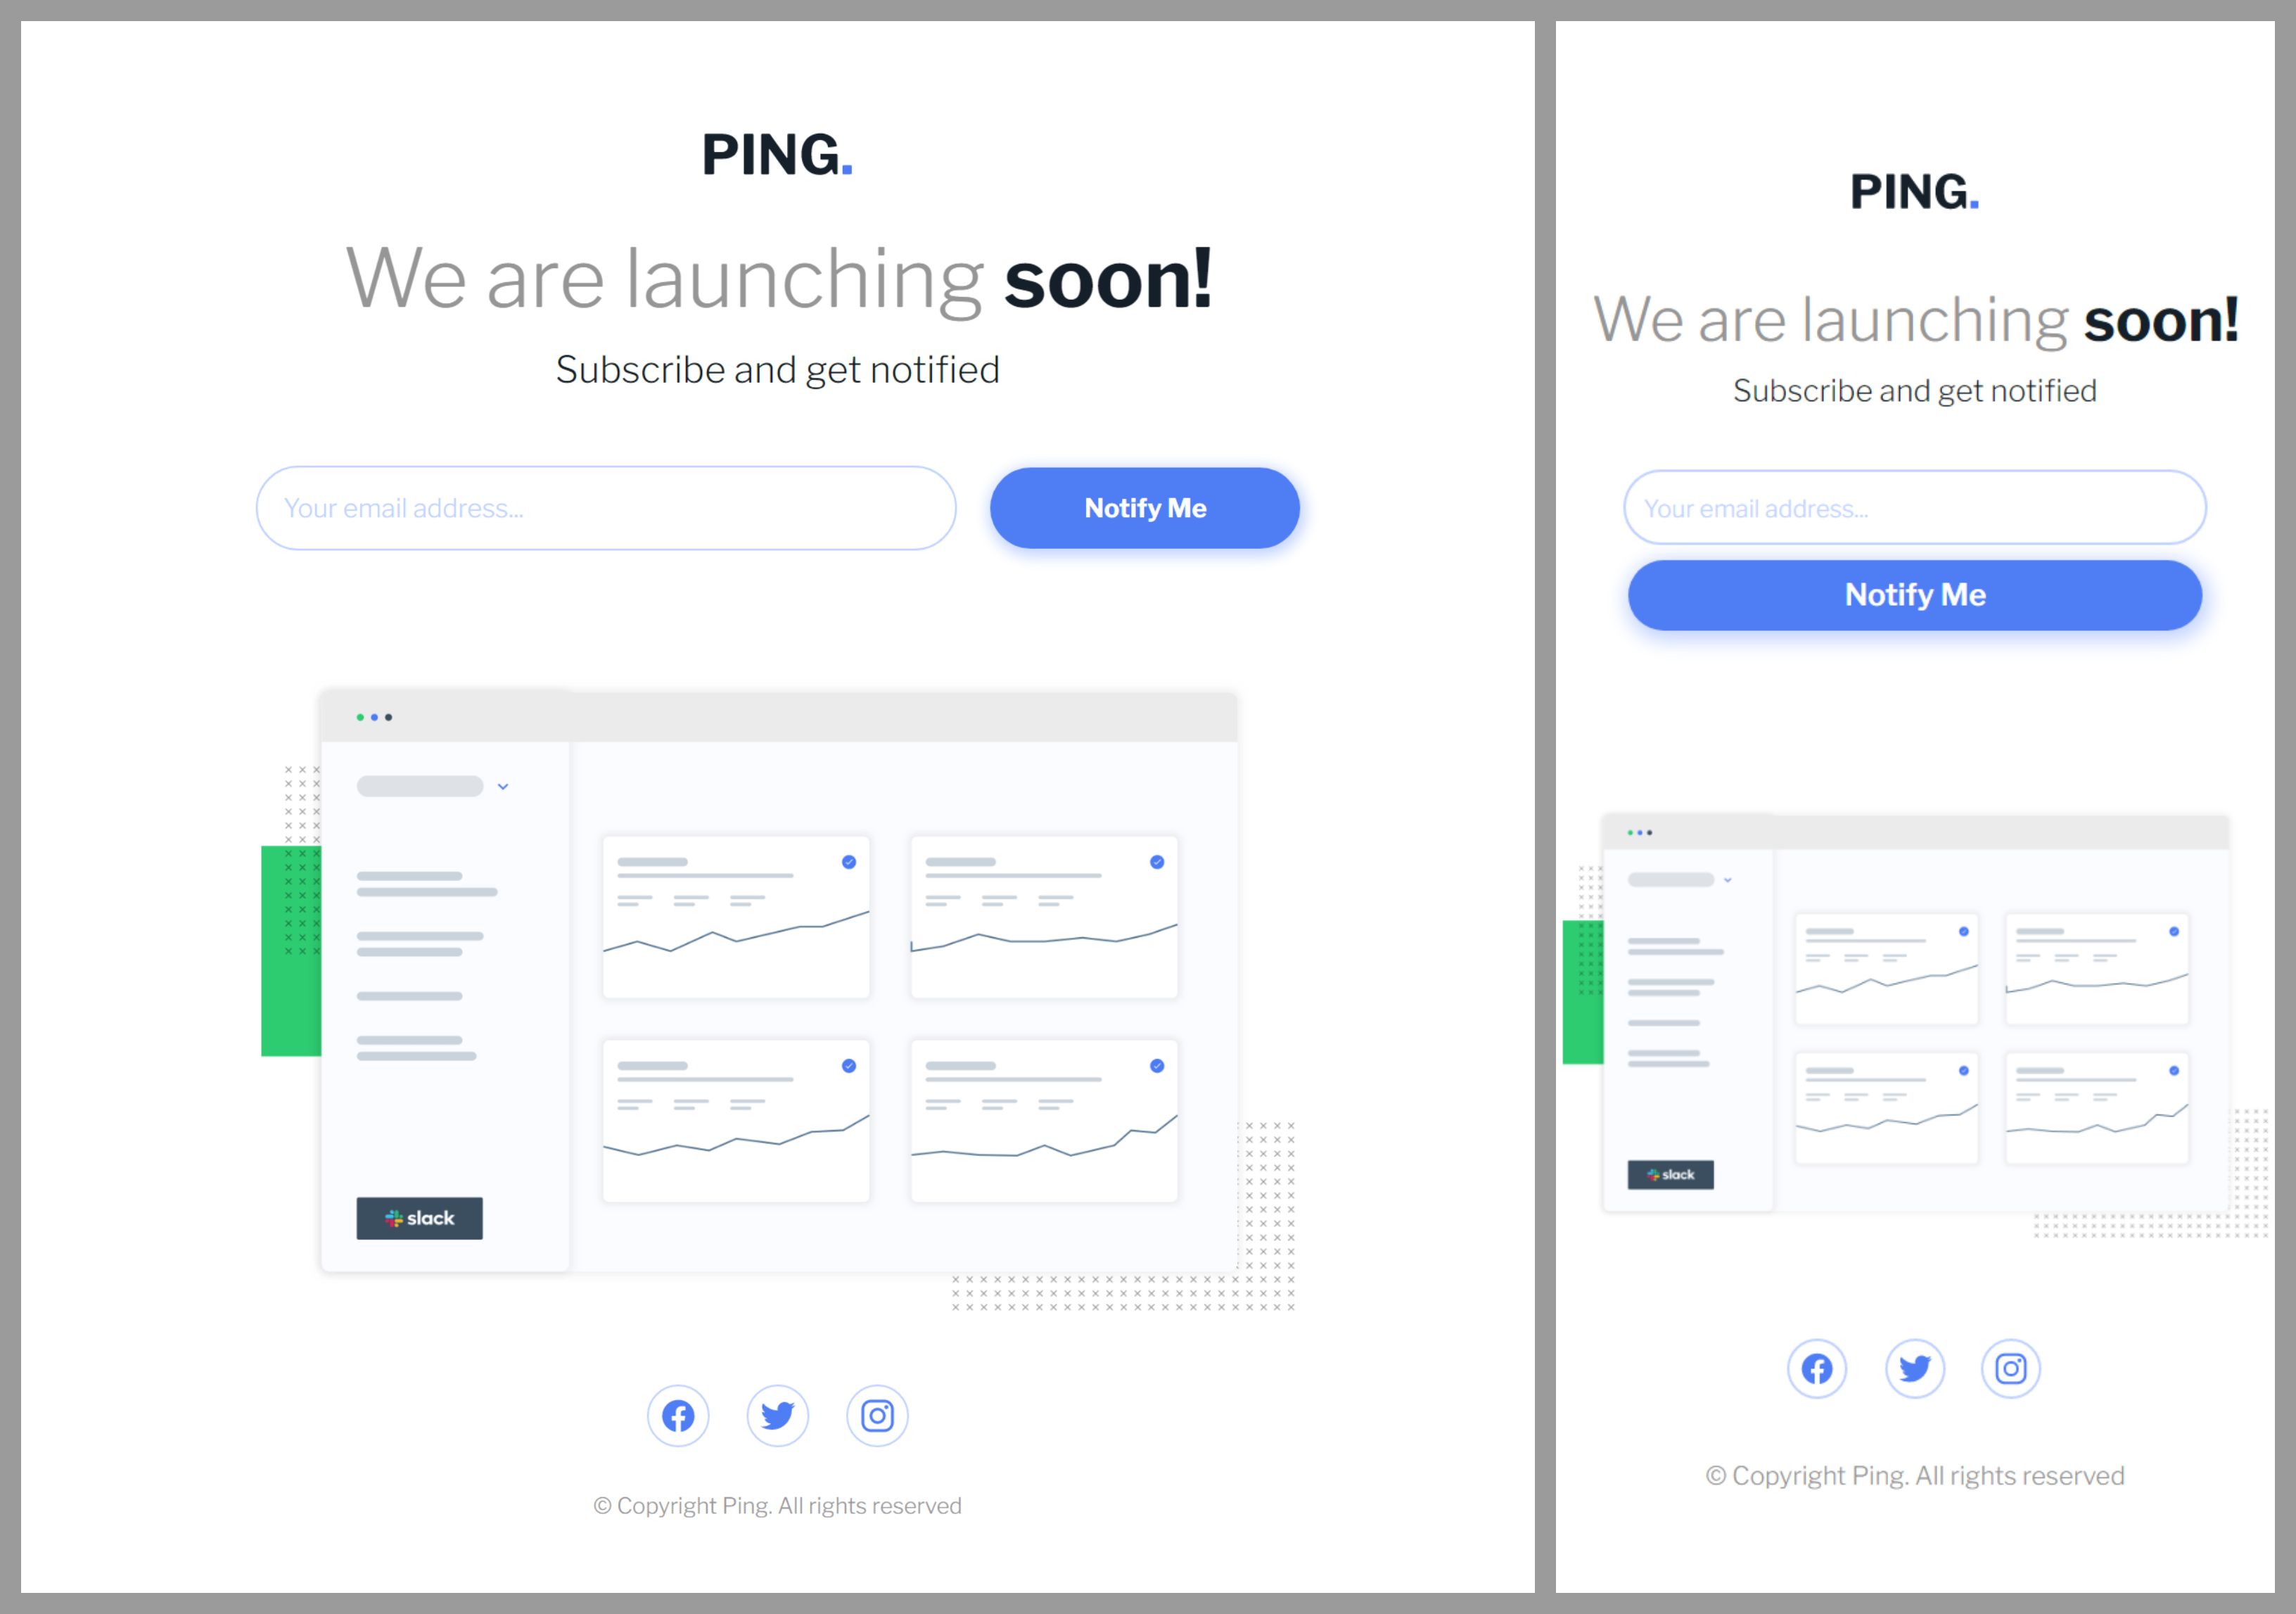 PING.
We are launching soon!
Subscribe and get notified
Your email address...
Notify Me
slack
© Copyright Ping. All rights reserved
PING.
We are launching soon!
Subscribe and get notified
Your email address...
Notify Me
slack
© Copyright Ping. All rights reserved